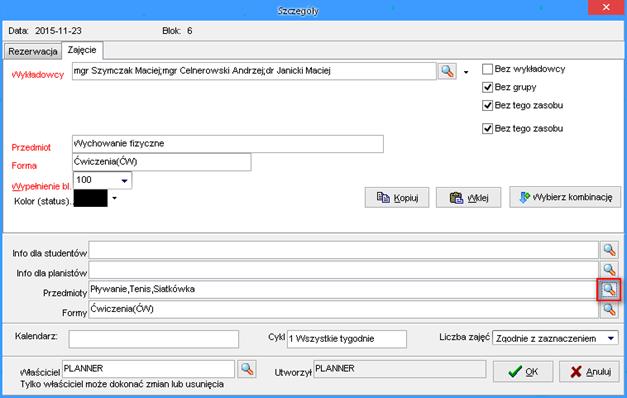 Szczegóły
Data: 2015-11-23 Blok: 6
Rezerwacja Zajęcie
Wykładowcy mgr Szymczak Maciej;mgr Celnerowski Andrzej;dr Janicki Maciej
Bez wykładowcy
Bez grupy
Bez tego zasobu
Bez tego zasobu
Przedmiot Wychowanie fizyczne
Forma Ćwiczenia(ĆW)
Wypełnienie bl. 100
Kolor (status)..
Kopiuj Wklej Wybierz kombinację
Info dla studentów
Info dla planistów
Przedmioty Pływanie,Tenis,Siatkówka
Formy Ćwiczenia(ĆW)
Kalendarz: Cykl 1 Wszystkie tygodnie Liczba zajęć Zgodnie z zaznaczeniem
Właściciel PLANNER Utworzył PLANNER OK Anuluj
Tylko właściciel może dokonać zmian lub usunięcia